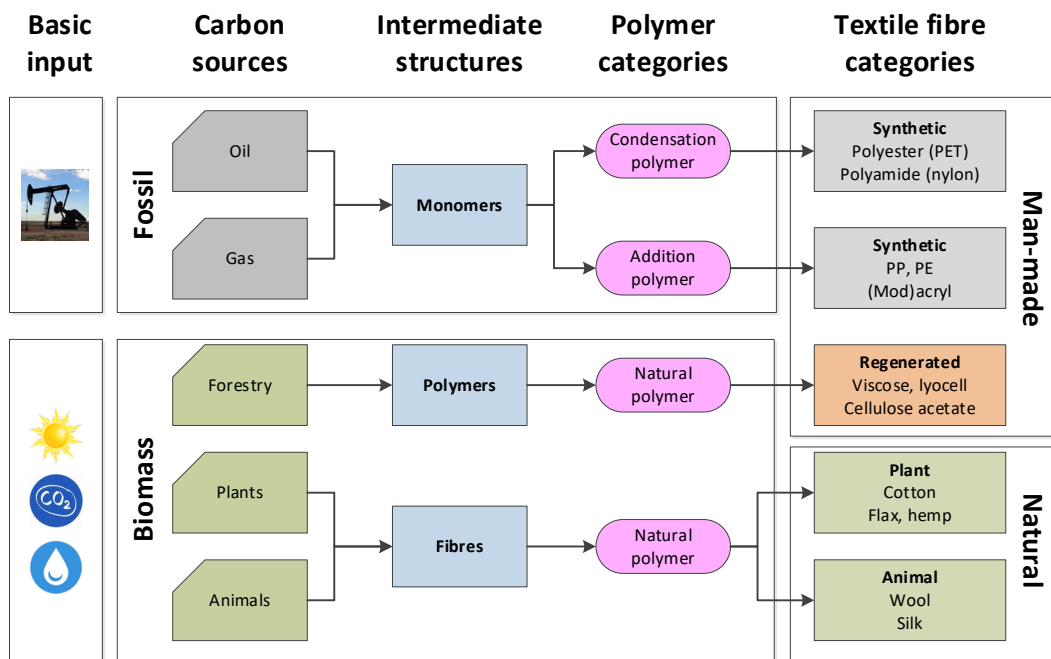 Basic
input
Carbon
sources
Intermediate
structures
Polymer
categories
Textile fibre
categories
Fossil
Oil
Gas
Monomers
Condensation
polymer
Addition
polymer
Synthetic
Polyester (PET)
Polyamide (nylon)
Synthetic
PP, PE
(Mod)acryl
Man-made
Biomass
Forestry
Polymers
Natural
polymer
Regenerated
Viscose, lyocell
Cellulose acetate
CO2
Plants
Animals
Fibres
Natural
polymer
Plant
Cotton
Flax, hemp
Animal
Wool
Silk
Natural